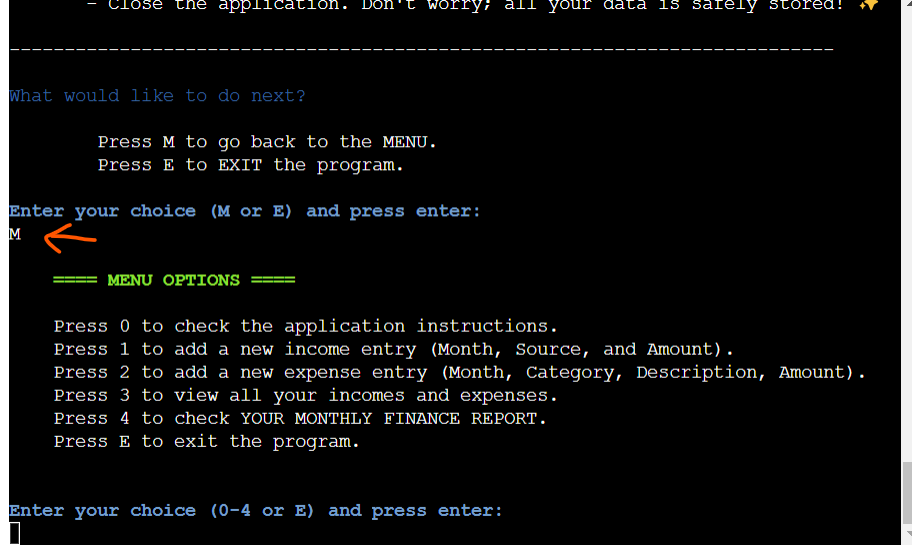 - Close the application. Don't worry; all your data is safely stored! ✨
--------------------------------------------------------------------------
What would like to do next?
Press M to go back to the MENU.
Press E to EXIT the program.
Enter your choice (M or E) and press enter:
M
==== MENU OPTIONS ====
Press 0 to check the application instructions.
Press 1 to add a new income entry (Month, Source, and Amount).
Press 2 to add a new expense entry (Month, Category, Description, Amount).
Press 3 to view all your incomes and expenses.
Press 4 to check YOUR MONTHLY FINANCE REPORT.
Press E to exit the program.
Enter your choice (0-4 or E) and press enter: